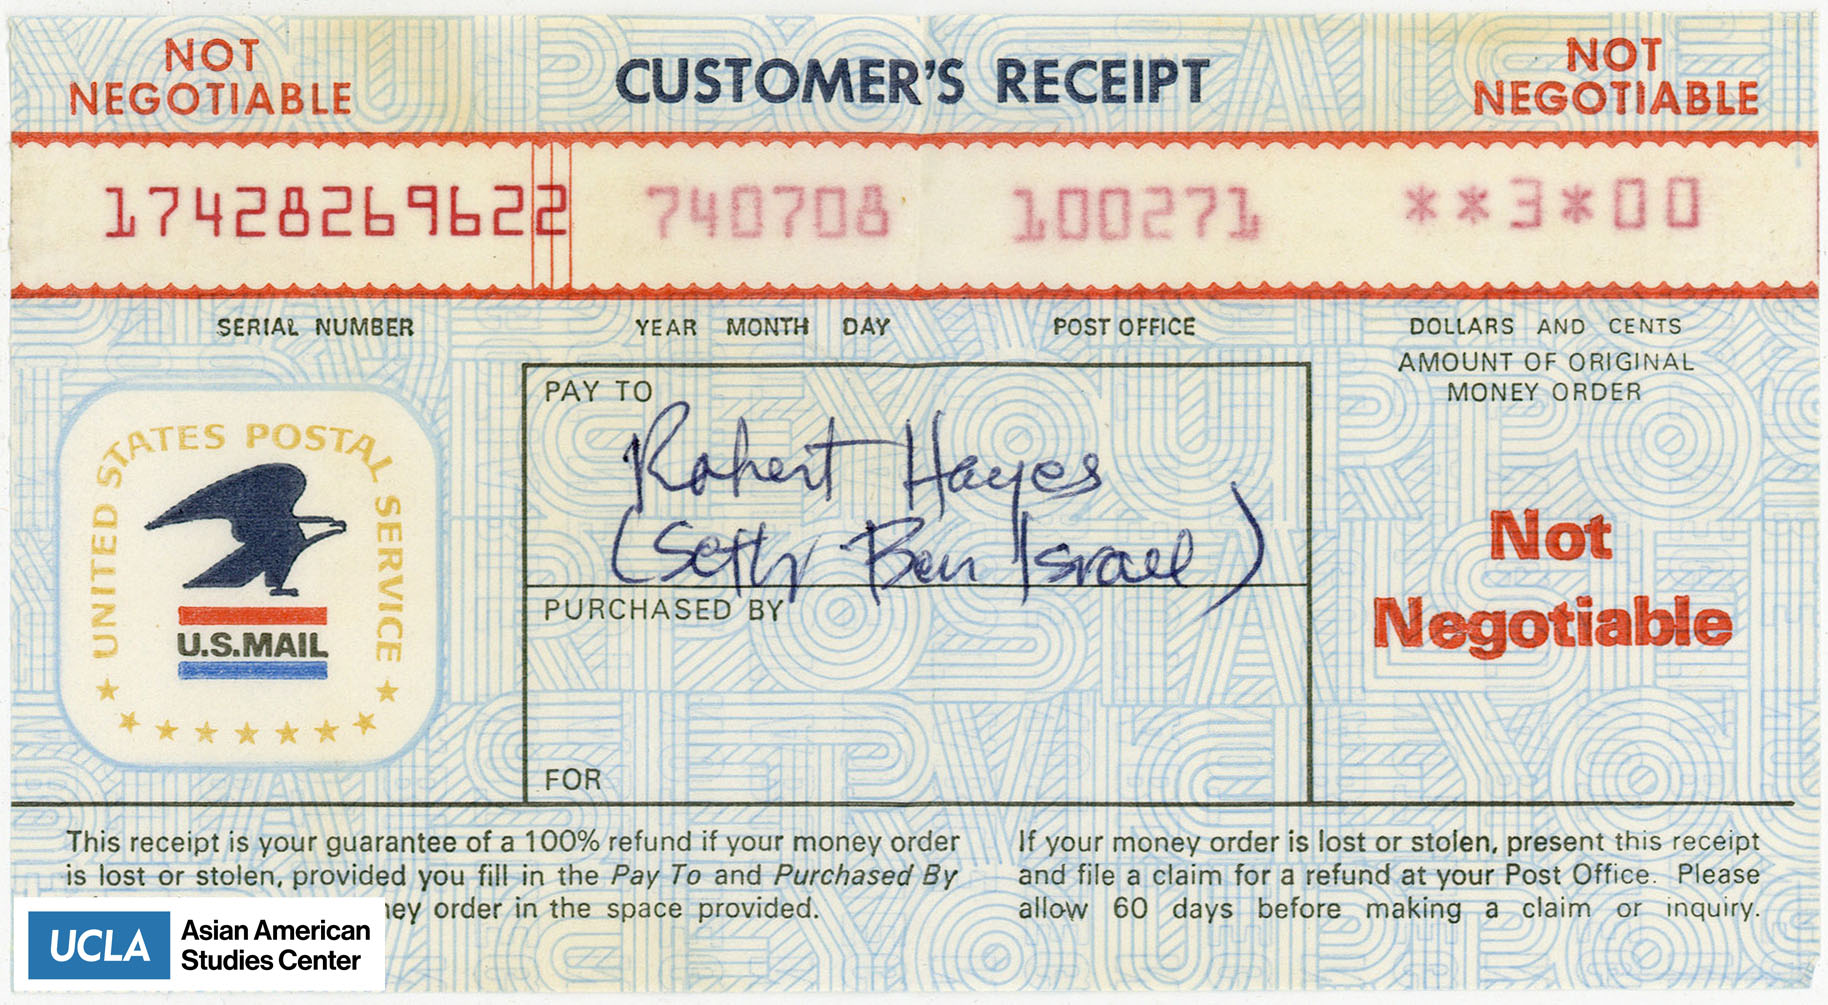 NOT NEGOTIABLE
CUSTOMER'S RECEIPT
NOT NEGOTIABLE
17428269622 740708 100271 **3*00
SERIAL NUMBER YEAR MONTH DAY POST OFFICE DOLLARS AND CENTS
AMOUNT OF ORIGINAL
MONEY ORDER
PAY TO
Robert Hayes
(Seth Ben Israel)
PURCHASED BY
FOR
UNITED STATES POSTAL SERVICE
U.S.MAIL
Not
Negotiable
This receipt is your guarantee of a 100% refund if your money order
is lost or stolen, provided you fill in the Pay To and Purchased By
order in the space provided.
If your money order is lost or stolen, present this receipt
and file a claim for a refund at your Post Office. Please
allow 60 days before making a claim or inquiry.
UCLA Asian American
Studies Center